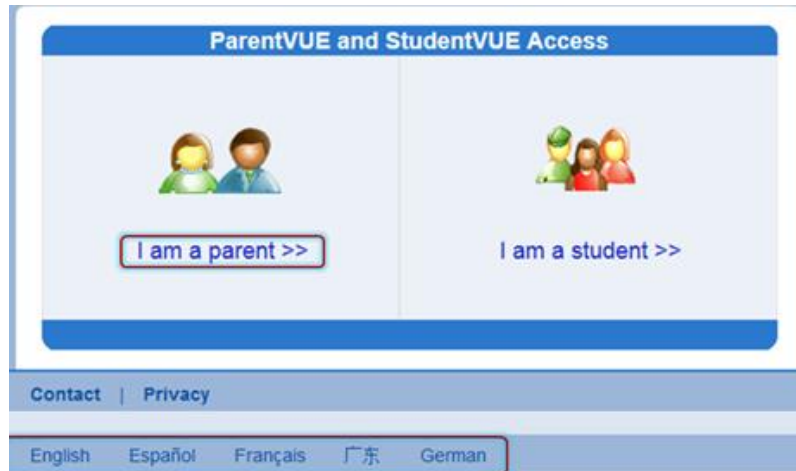 ParentVUE and StudentVUE Access
I am a parent >>
I am a student >>
Contact | Privacy
English Español Français 广东 German